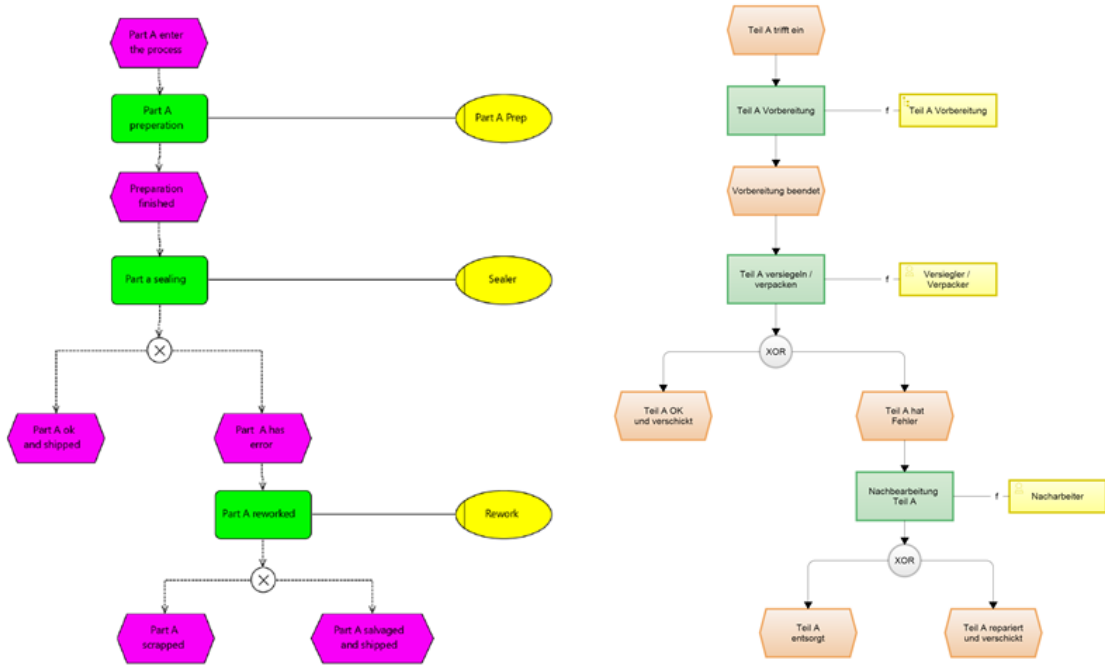 Part A enter
the process
Part A
preperation
Part A Prep
Preparation
finished
Part a sealing
Sealer
Part A ok
and shipped
Part A has
error
Part A reworked
Rework
Part A
scrapped
Part A salvaged
and shipped
Teil A trifft ein
Teil A Vorbereitung
f
Teil A Vorbereitung
Vorbereitung beendet
Teil A versiegeln /
verpacken
f
Versiegler /
Verpacker
XOR
Teil A OK
und verschickt
Teil A hat
Fehler
Nachbearbeitung
Teil A
f
Nacharbeiter
XOR
Teil A
entsorgt
Teil A repariert
und verschickt